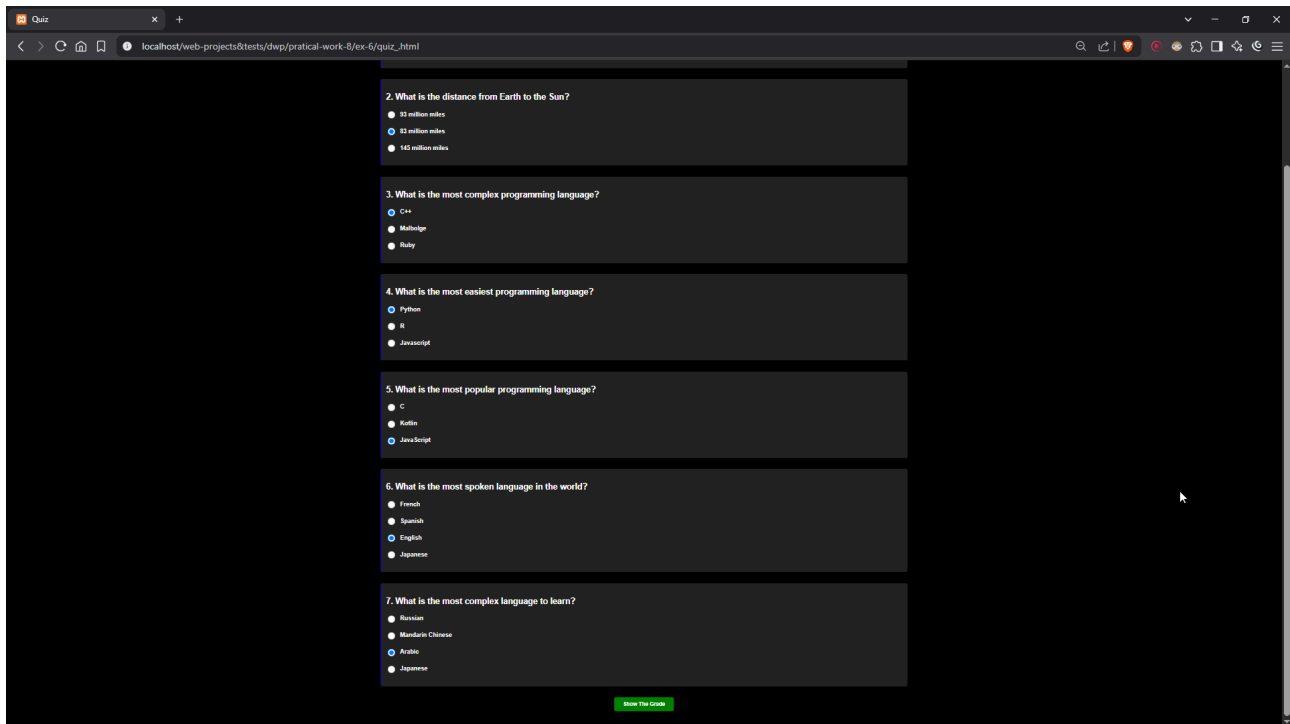 Quiz
localhost/web-projects&tests/dwp/pratical-work-8/ex-6/quiz_.html
2. What is the distance from Earth to the Sun?
93 million miles
83 million miles
145 million miles
3. What is the most complex programming language?
C++
Malbolge
Ruby
4. What is the most easiest programming language?
Python
R
Javascript
5. What is the most popular programming language?
C
Kotlin
JavaScript
6. What is the most spoken language in the world?
French
Spanish
English
Japanese
7. What is the most complex language to learn?
Russian
Mandarin Chinese
Arabic
Japanese
Show The Grade